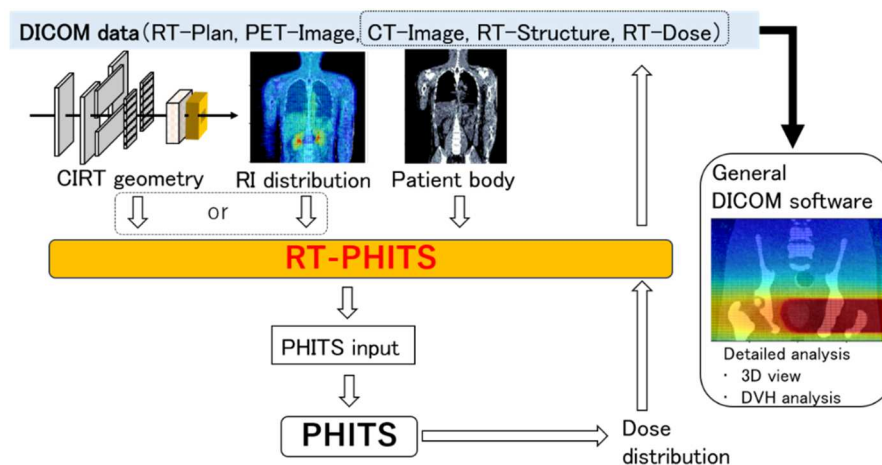 DICOM data(RT-Plan, PET-Image, CT-Image, RT-Structure, RT-Dose)
CIRT geometry
RI distribution
Patient body
or
RT-PHITS
PHITS input
PHITS
Dose
distribution
General
DICOM software
Detailed analysis
・ 3D view
・ DVH analysis